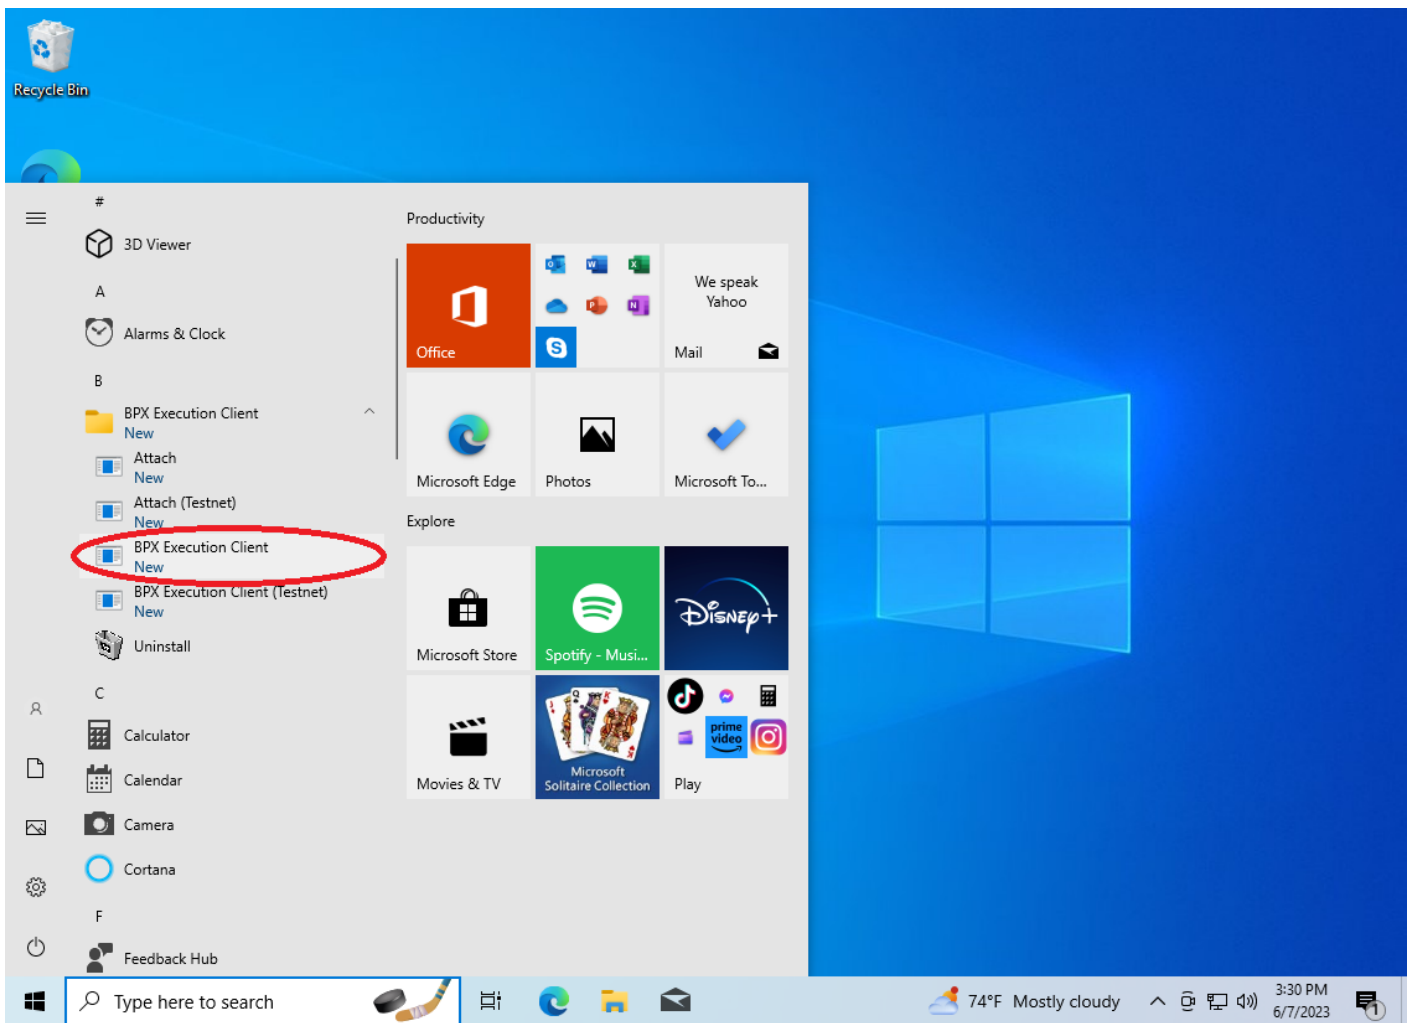 Recycle Bin
#
3D Viewer
A
Alarms & Clock
B
BPX Execution Client
New
Attach
New
Attach (Testnet)
New
BPX Execution Client
New
BPX Execution Client (Testnet)
New
Uninstall
C
Calculator
Calendar
Camera
Cortana
F
Feedback Hub
Productivity
Office
We speak
Yahoo
Mail
Microsoft Edge
Photos
Microsoft To...
Explore
Microsoft Store
Spotify - Musi...
Disney+
Movies & TV
Microsoft
Solitaire Collection
prime
video
Play
Type here to search
74°F Mostly cloudy
3:30 PM
6/7/2023
1